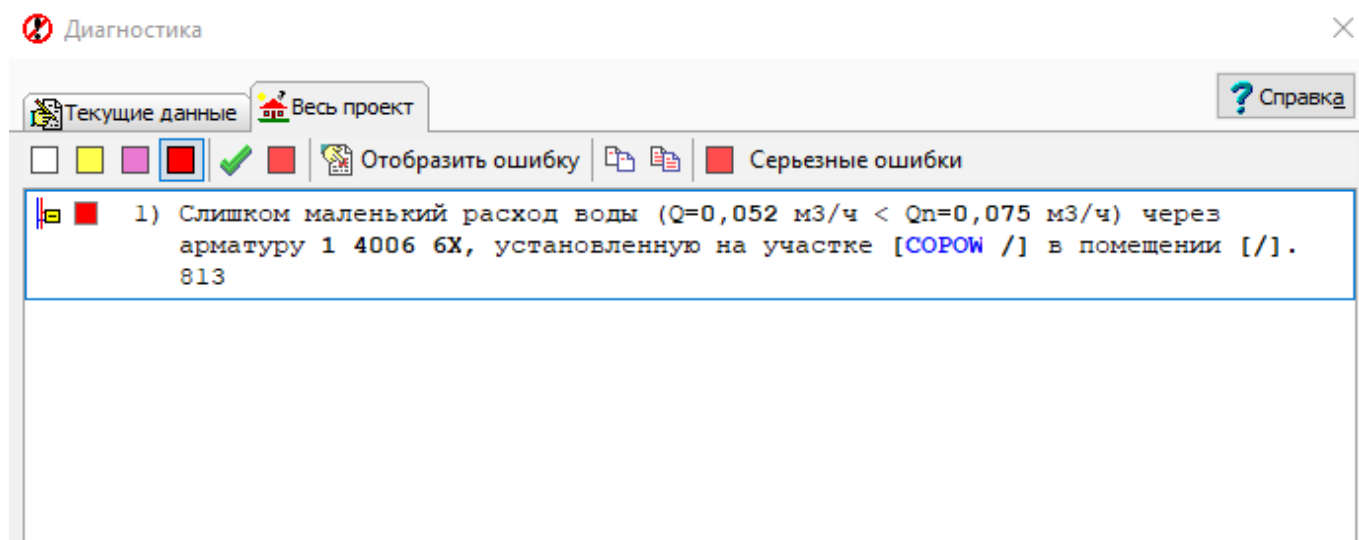 Диагностика
Текущие данные
Весь проект
Справка
Отобразить ошибку
Серьезные ошибки
1) Слишком маленький расход воды (Q=0,052 м3/ч < Qn=0,075 м3/ч) через
арматуру 1 4006 6X, установленную на участке [COPOW /] в помещении [/].
813